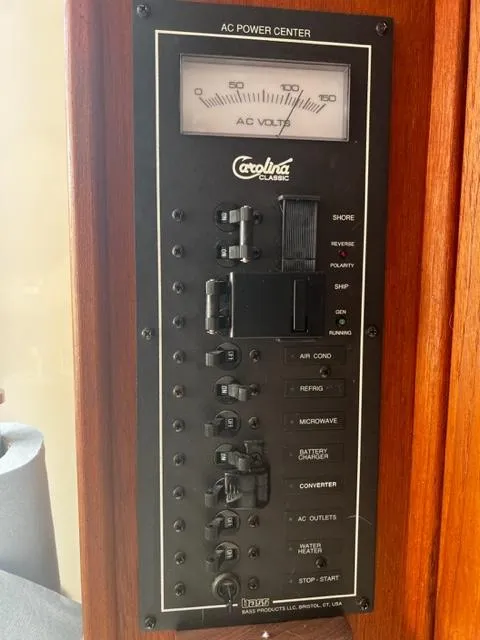 AC POWER CENTER
0 50 100 150
AC VOLTS
Carolina
CLASSIC
SHORE
REVERSE
POLARITY
SHIP
GEN
RUNNING
AIR COND
REFRIG
MICROWAVE
BATTERY
CHARGER
CONVERTER
AC OUTLETS
WATER
HEATER
STOP-START
BASS
BASS PRODUCTS LLC, BRISTOL, CT, USA